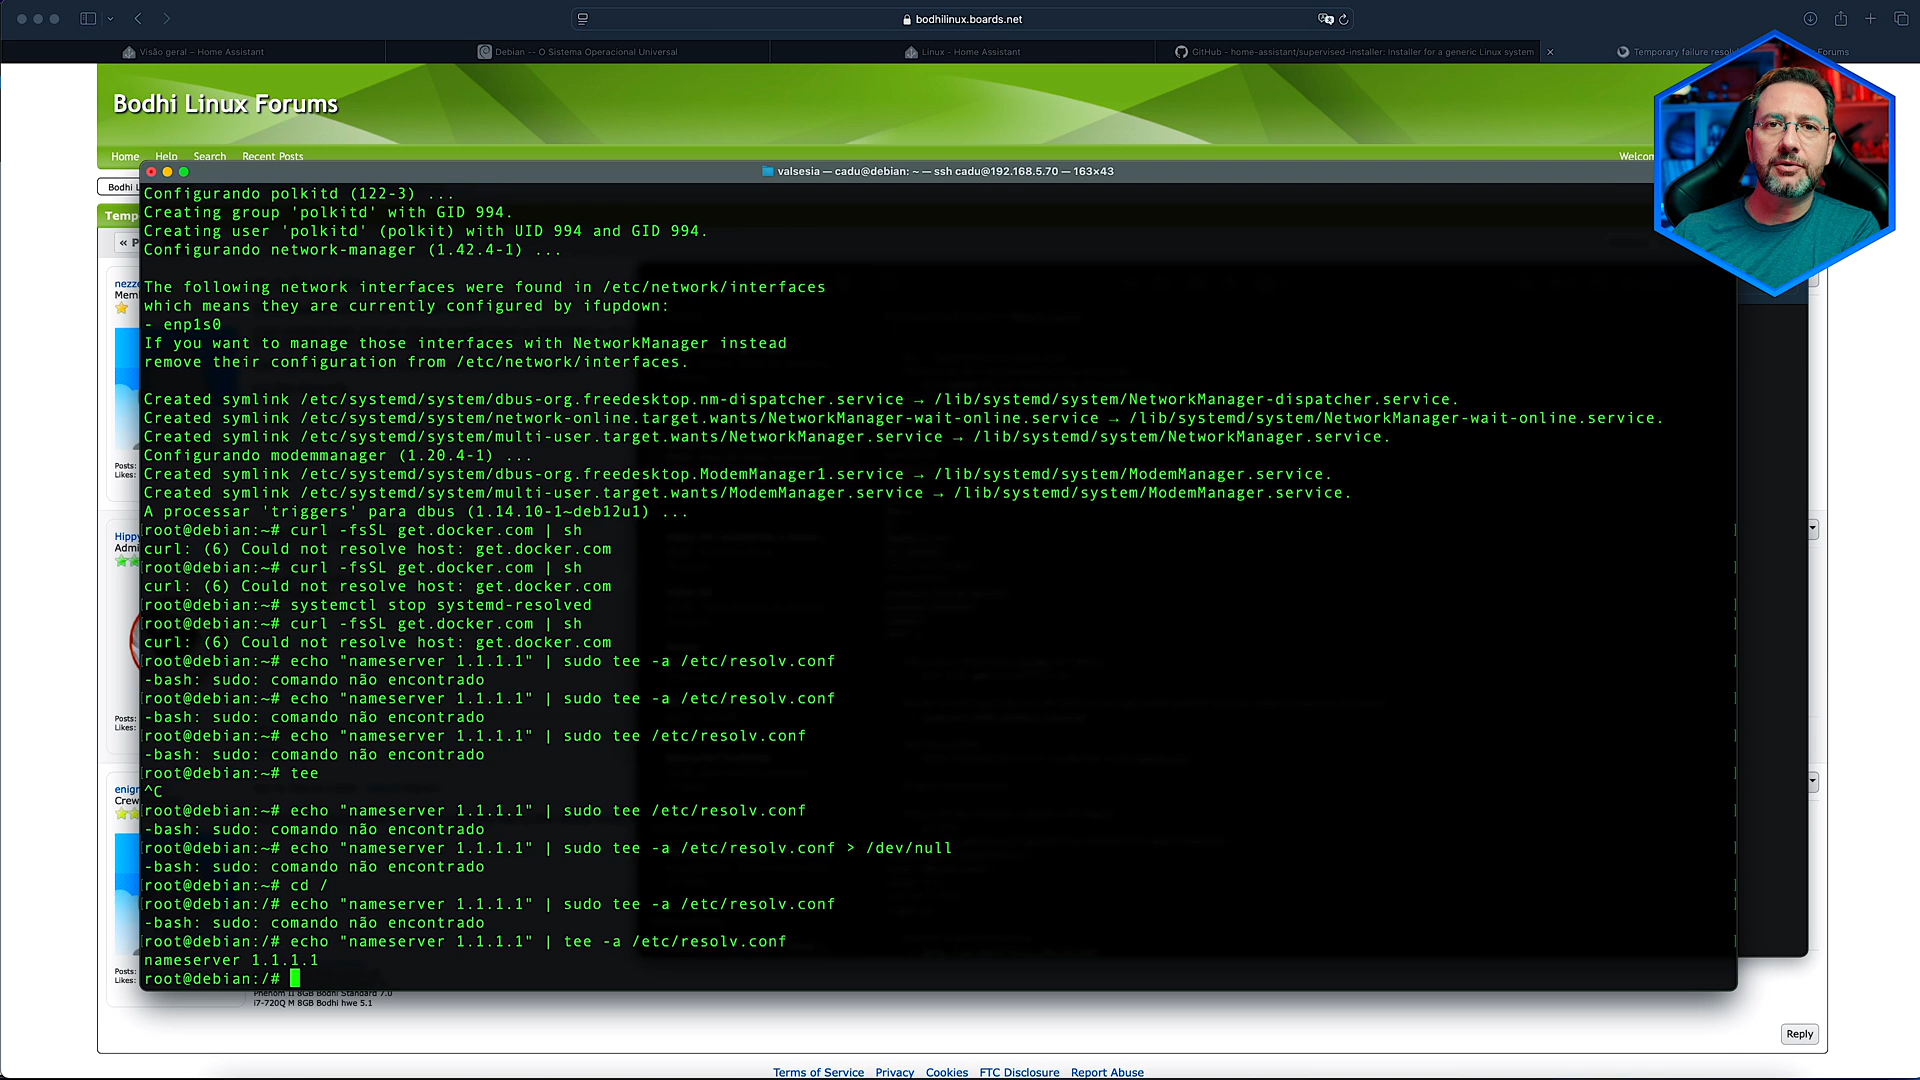 bodhilinux.boards.net
Visão geral – Home Assistant
Debian -- O Sistema Operacional Universal
Linux - Home Assistant
GitHub - home-assistant/supervised-installer: Installer for a generic Linux system
Temporary failure resol
Forums
Bodhi Linux Forums
Home Help Search Recent Posts
valsesia — cadu@debian: ~ — ssh cadu@192.168.5.70 — 163×43
Configurando polkitd (122-3) ...
Creating group 'polkitd' with GID 994.
Creating user 'polkitd' (polkit) with UID 994 and GID 994.
Configurando network-manager (1.42.4-1) ...
The following network interfaces were found in /etc/network/interfaces
which means they are currently configured by ifupdown:
- enp1s0
If you want to manage those interfaces with NetworkManager instead
remove their configuration from /etc/network/interfaces.
Created symlink /etc/systemd/system/dbus-org.freedesktop.nm-dispatcher.service → /lib/systemd/system/NetworkManager-dispatcher.service.
Created symlink /etc/systemd/system/network-online.target.wants/NetworkManager-wait-online.service → /lib/systemd/system/NetworkManager-wait-online.service.
Created symlink /etc/systemd/system/multi-user.target.wants/NetworkManager.service → /lib/systemd/system/NetworkManager.service.
Configurando modemmanager (1.20.4-1) ...
Created symlink /etc/systemd/system/dbus-org.freedesktop.ModemManager1.service → /lib/systemd/system/ModemManager.service.
Created symlink /etc/systemd/system/multi-user.target.wants/ModemManager.service → /lib/systemd/system/ModemManager.service.
A processar 'triggers' para dbus (1.14.10-1~deb12u1) ...
root@debian:~# curl -fsSL get.docker.com | sh
curl: (6) Could not resolve host: get.docker.com
root@debian:~# curl -fsSL get.docker.com | sh
curl: (6) Could not resolve host: get.docker.com
root@debian:~# systemctl stop systemd-resolved
root@debian:~# curl -fsSL get.docker.com | sh
curl: (6) Could not resolve host: get.docker.com
root@debian:~# echo "nameserver 1.1.1.1" | sudo tee -a /etc/resolv.conf
-bash: sudo: comando não encontrado
root@debian:~# echo "nameserver 1.1.1.1" | sudo tee -a /etc/resolv.conf
-bash: sudo: comando não encontrado
root@debian:~# echo "nameserver 1.1.1.1" | sudo tee /etc/resolv.conf
-bash: sudo: comando não encontrado
root@debian:~# tee
^C
root@debian:~# echo "nameserver 1.1.1.1" | sudo tee /etc/resolv.conf
-bash: sudo: comando não encontrado
root@debian:~# echo "nameserver 1.1.1.1" | sudo tee -a /etc/resolv.conf > /dev/null
-bash: sudo: comando não encontrado
root@debian:~# cd /
root@debian:/# echo "nameserver 1.1.1.1" | sudo tee -a /etc/resolv.conf
-bash: sudo: comando não encontrado
root@debian:/# echo "nameserver 1.1.1.1" | tee -a /etc/resolv.conf
nameserver 1.1.1.1
root@debian:/#
Phenom II 8GB Bodhi Standard 7.0
i7-720Q M 8GB Bodhi hwe 5.1
Reply
Terms of Service Privacy Cookies FTC Disclosure Report Abuse